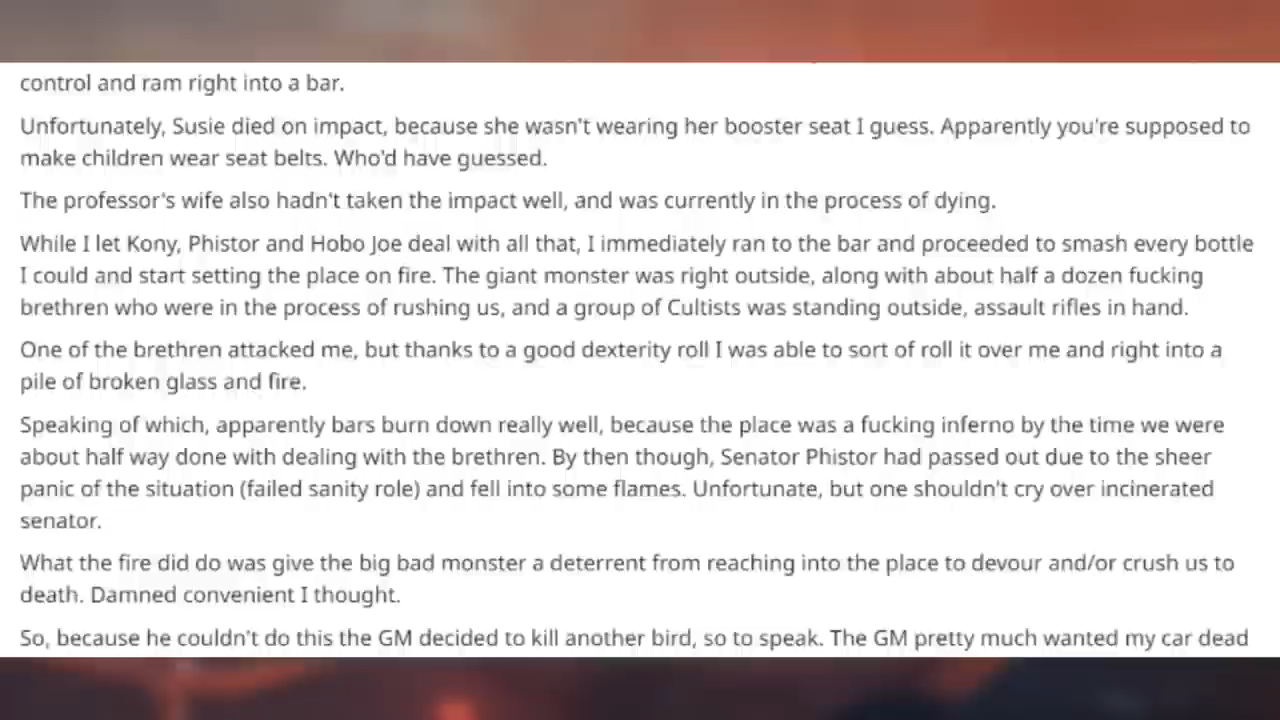 control and ram right into a bar.
Unfortunately, Susie died on impact, because she wasn't wearing her booster seat I guess. Apparently you're supposed to
make children wear seat belts. Who'd have guessed.
The professor's wife also hadn't taken the impact well, and was currently in the process of dying.
While I let Kony, Phistor and Hobo Joe deal with all that, I immediately ran to the bar and proceeded to smash every bottle
I could and start setting the place on fire. The giant monster was right outside, along with about half a dozen fucking
brethren who were in the process of rushing us, and a group of Cultists was standing outside, assault rifles in hand.
One of the brethren attacked me, but thanks to a good dexterity roll I was able to sort of roll it over me and right into a
pile of broken glass and fire.
Speaking of which, apparently bars burn down really well, because the place was a fucking inferno by the time we were
about half way done with dealing with the brethren. By then though, Senator Phistor had passed out due to the sheer
panic of the situation (failed sanity role) and fell into some flames. Unfortunate, but one shouldn't cry over incinerated
senator.
What the fire did do was give the big bad monster a deterrent from reaching into the place to devour and/or crush us to
death. Damned convenient I thought.
So, because he couldn't do this the GM decided to kill another bird, so to speak. The GM pretty much wanted my car dead